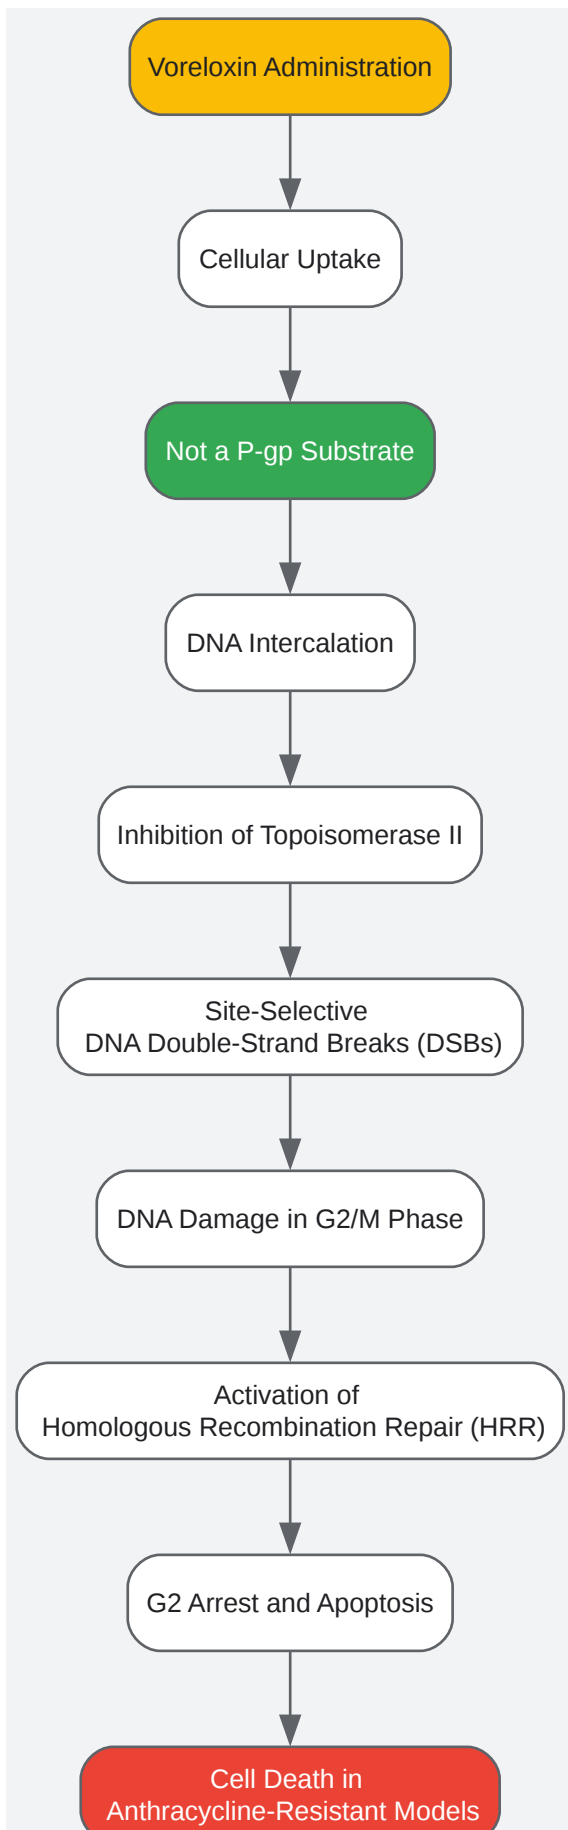 Voreloxin Administration
Cellular Uptake
Not a P-gp Substrate
DNA Intercalation
Inhibition of Topoisomerase II
Site-Selective
DNA Double-Strand Breaks (DSBs)
DNA Damage in G2/M Phase
Activation of
Homologous Recombination Repair (HRR)
G2 Arrest and Apoptosis
Cell Death in
Anthracycline-Resistant Models